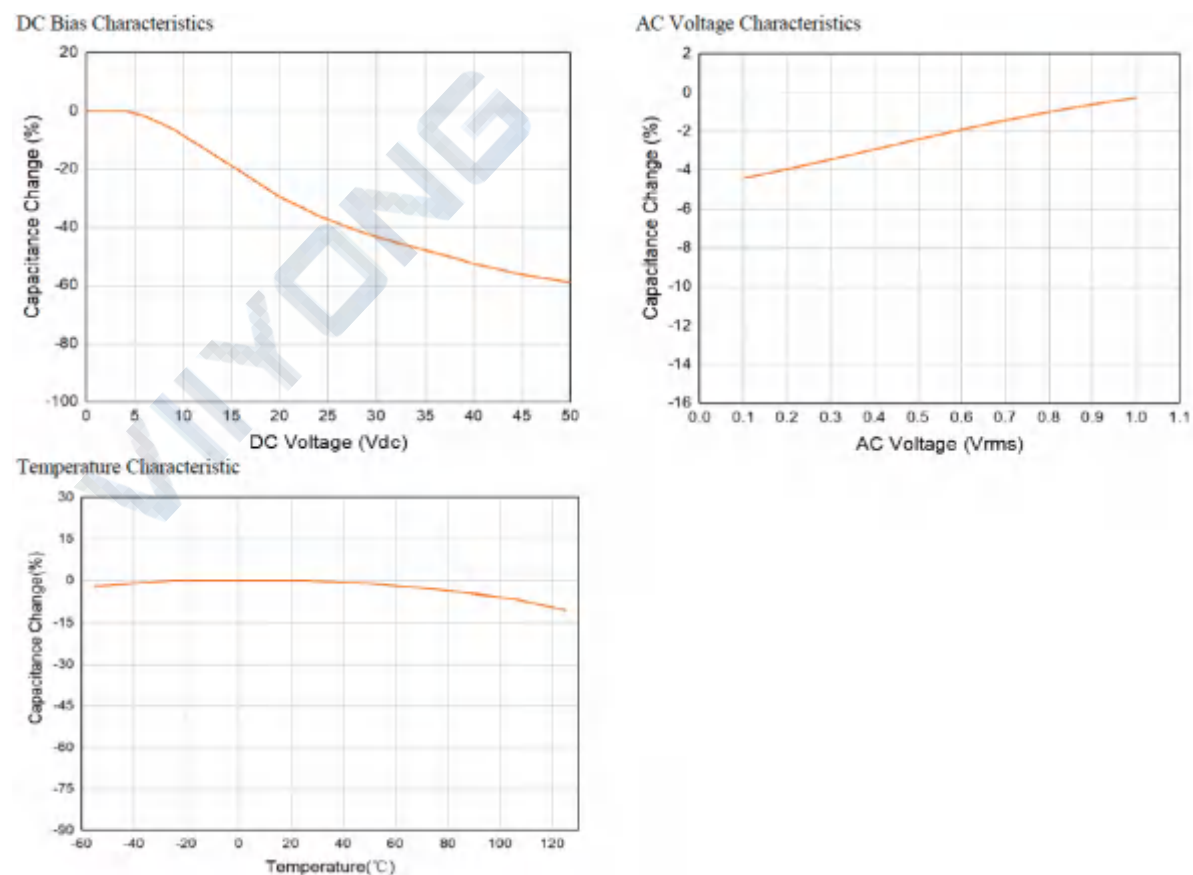 DC Bias Characteristics
20
0
-20
-40
-60
-80
-100
Capacitance Change (%)
0 5 10 15 20 25 30 35 40 45 50
DC Voltage (Vdc)
AC Voltage Characteristics
2
0
-2
-4
-6
-8
-10
-12
-14
-16
Capacitance Change (%)
0.0 0.1 0.2 0.3 0.4 0.5 0.6 0.7 0.8 0.9 1.0 1.1
AC Voltage (Vrms)
Temperature Characteristic
30
15
0
-15
-30
-45
-60
-75
-90
Capacitance Change(%)
-60 -40 -20 0 20 40 60 80 100 120
Temperature(℃)
VIIYONG